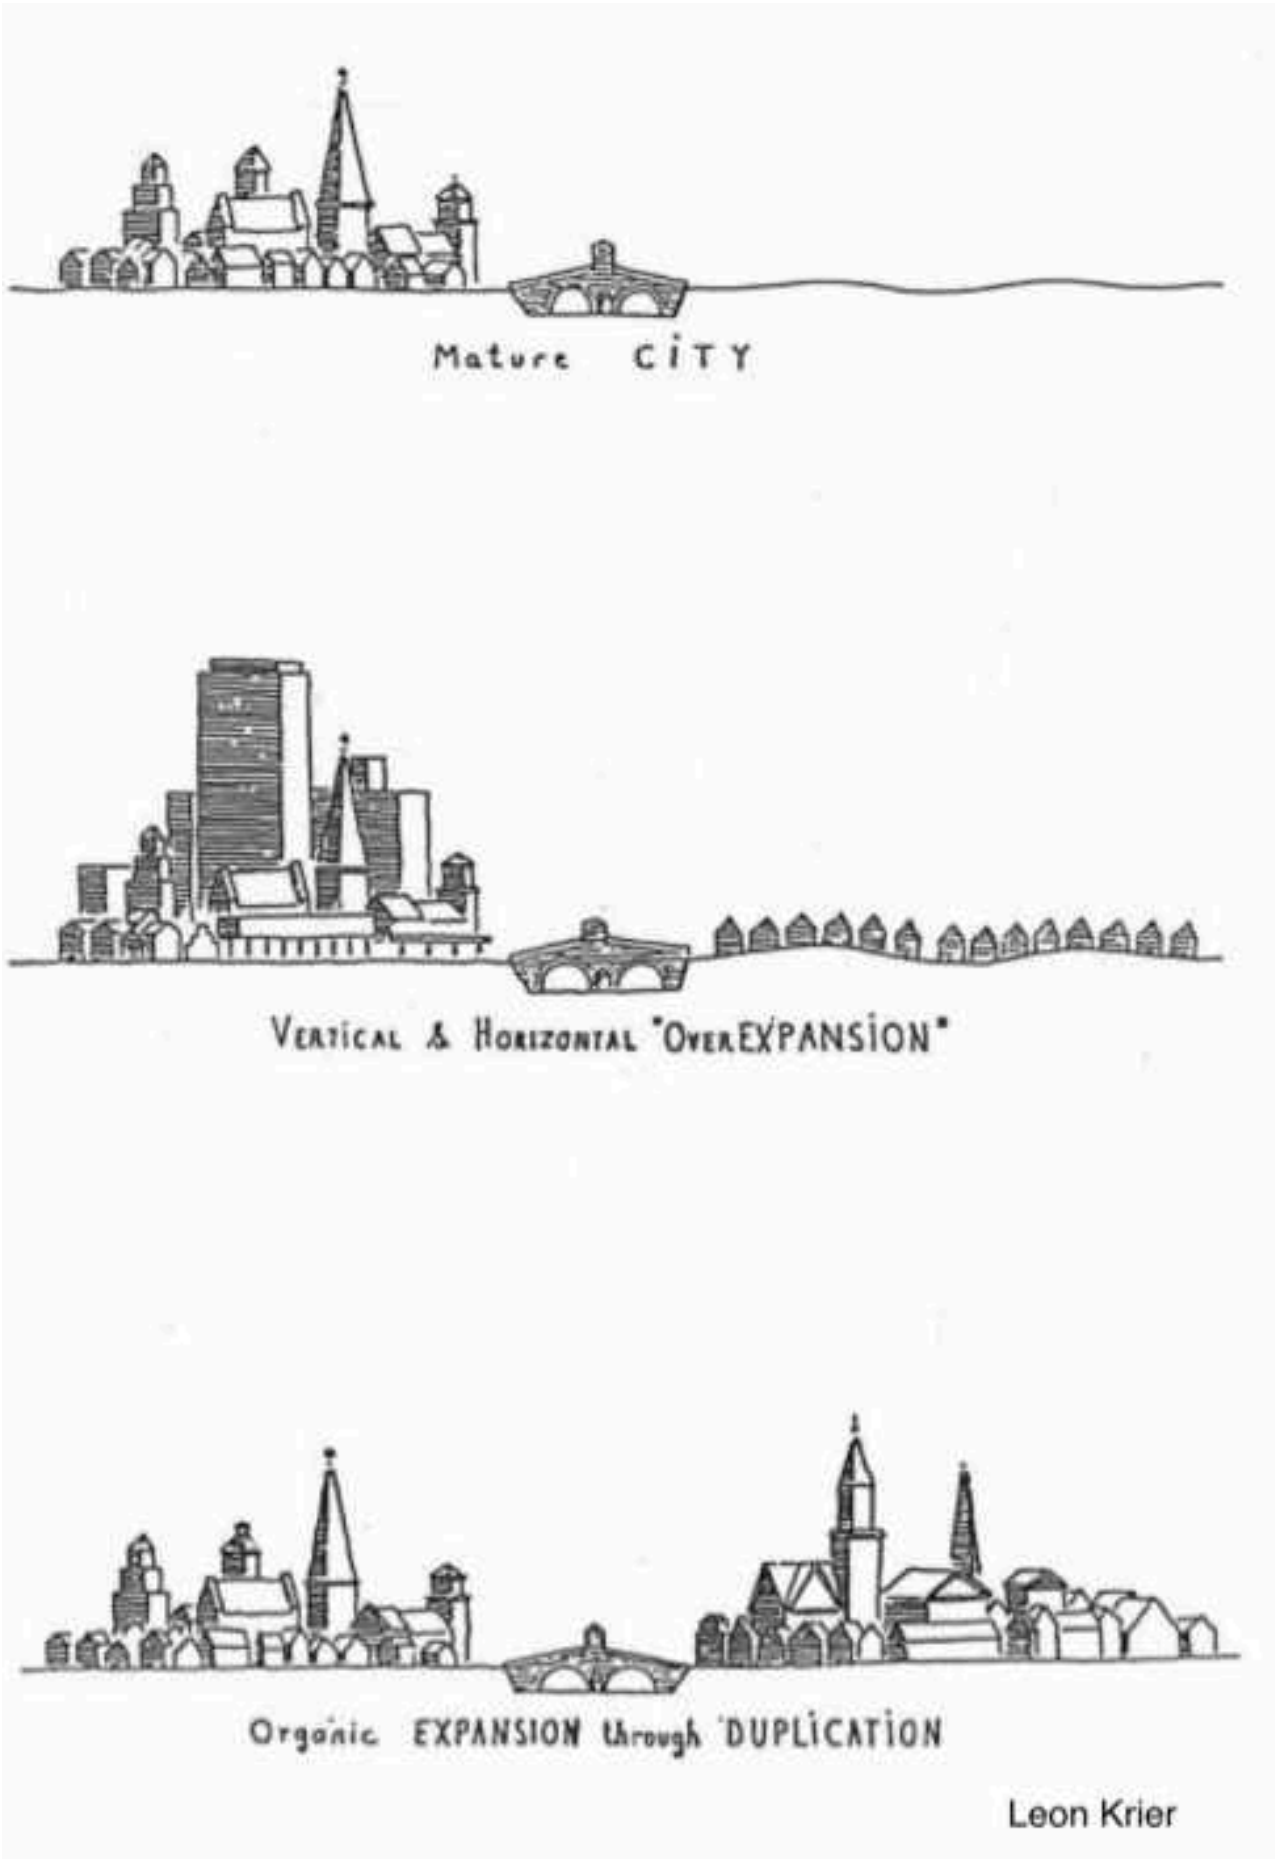 Mature CiTY
VERTiCAL & HORIZONTAL "OVEREXPANSiON"
Organic EXPANSION through DUPLiCATiON
Leon Krier